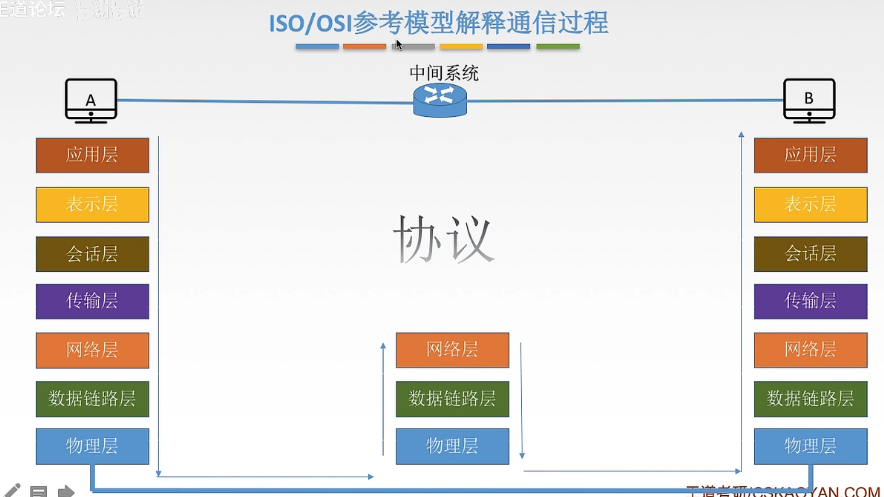 王道论坛
ISO/OSI参考模型解释通信过程
中间系统
A
B
应用层
表示层
会话层
传输层
网络层
数据链路层
物理层
协议
网络层
数据链路层
物理层
应用层
表示层
会话层
传输层
网络层
数据链路层
物理层
王道考研/CSKAOYAN.COM